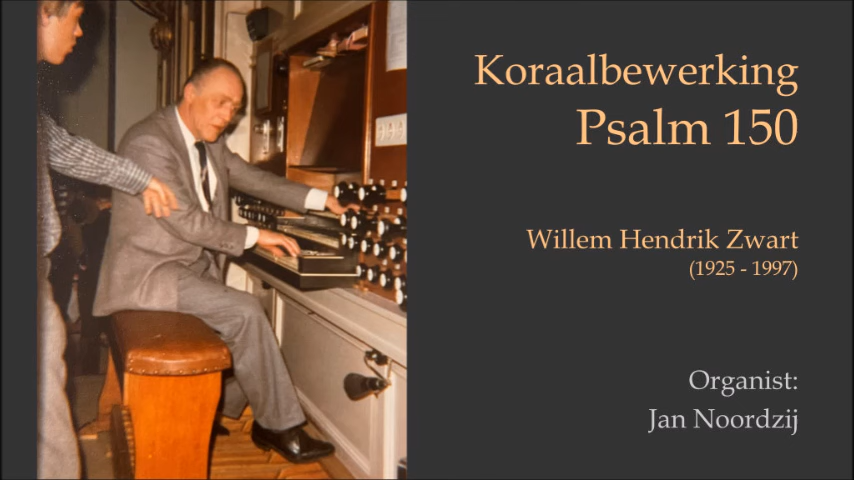 Koraalbewerking
Psalm 150
Willem Hendrik Zwart
(1925 - 1997)
Organist:
Jan Noordzij